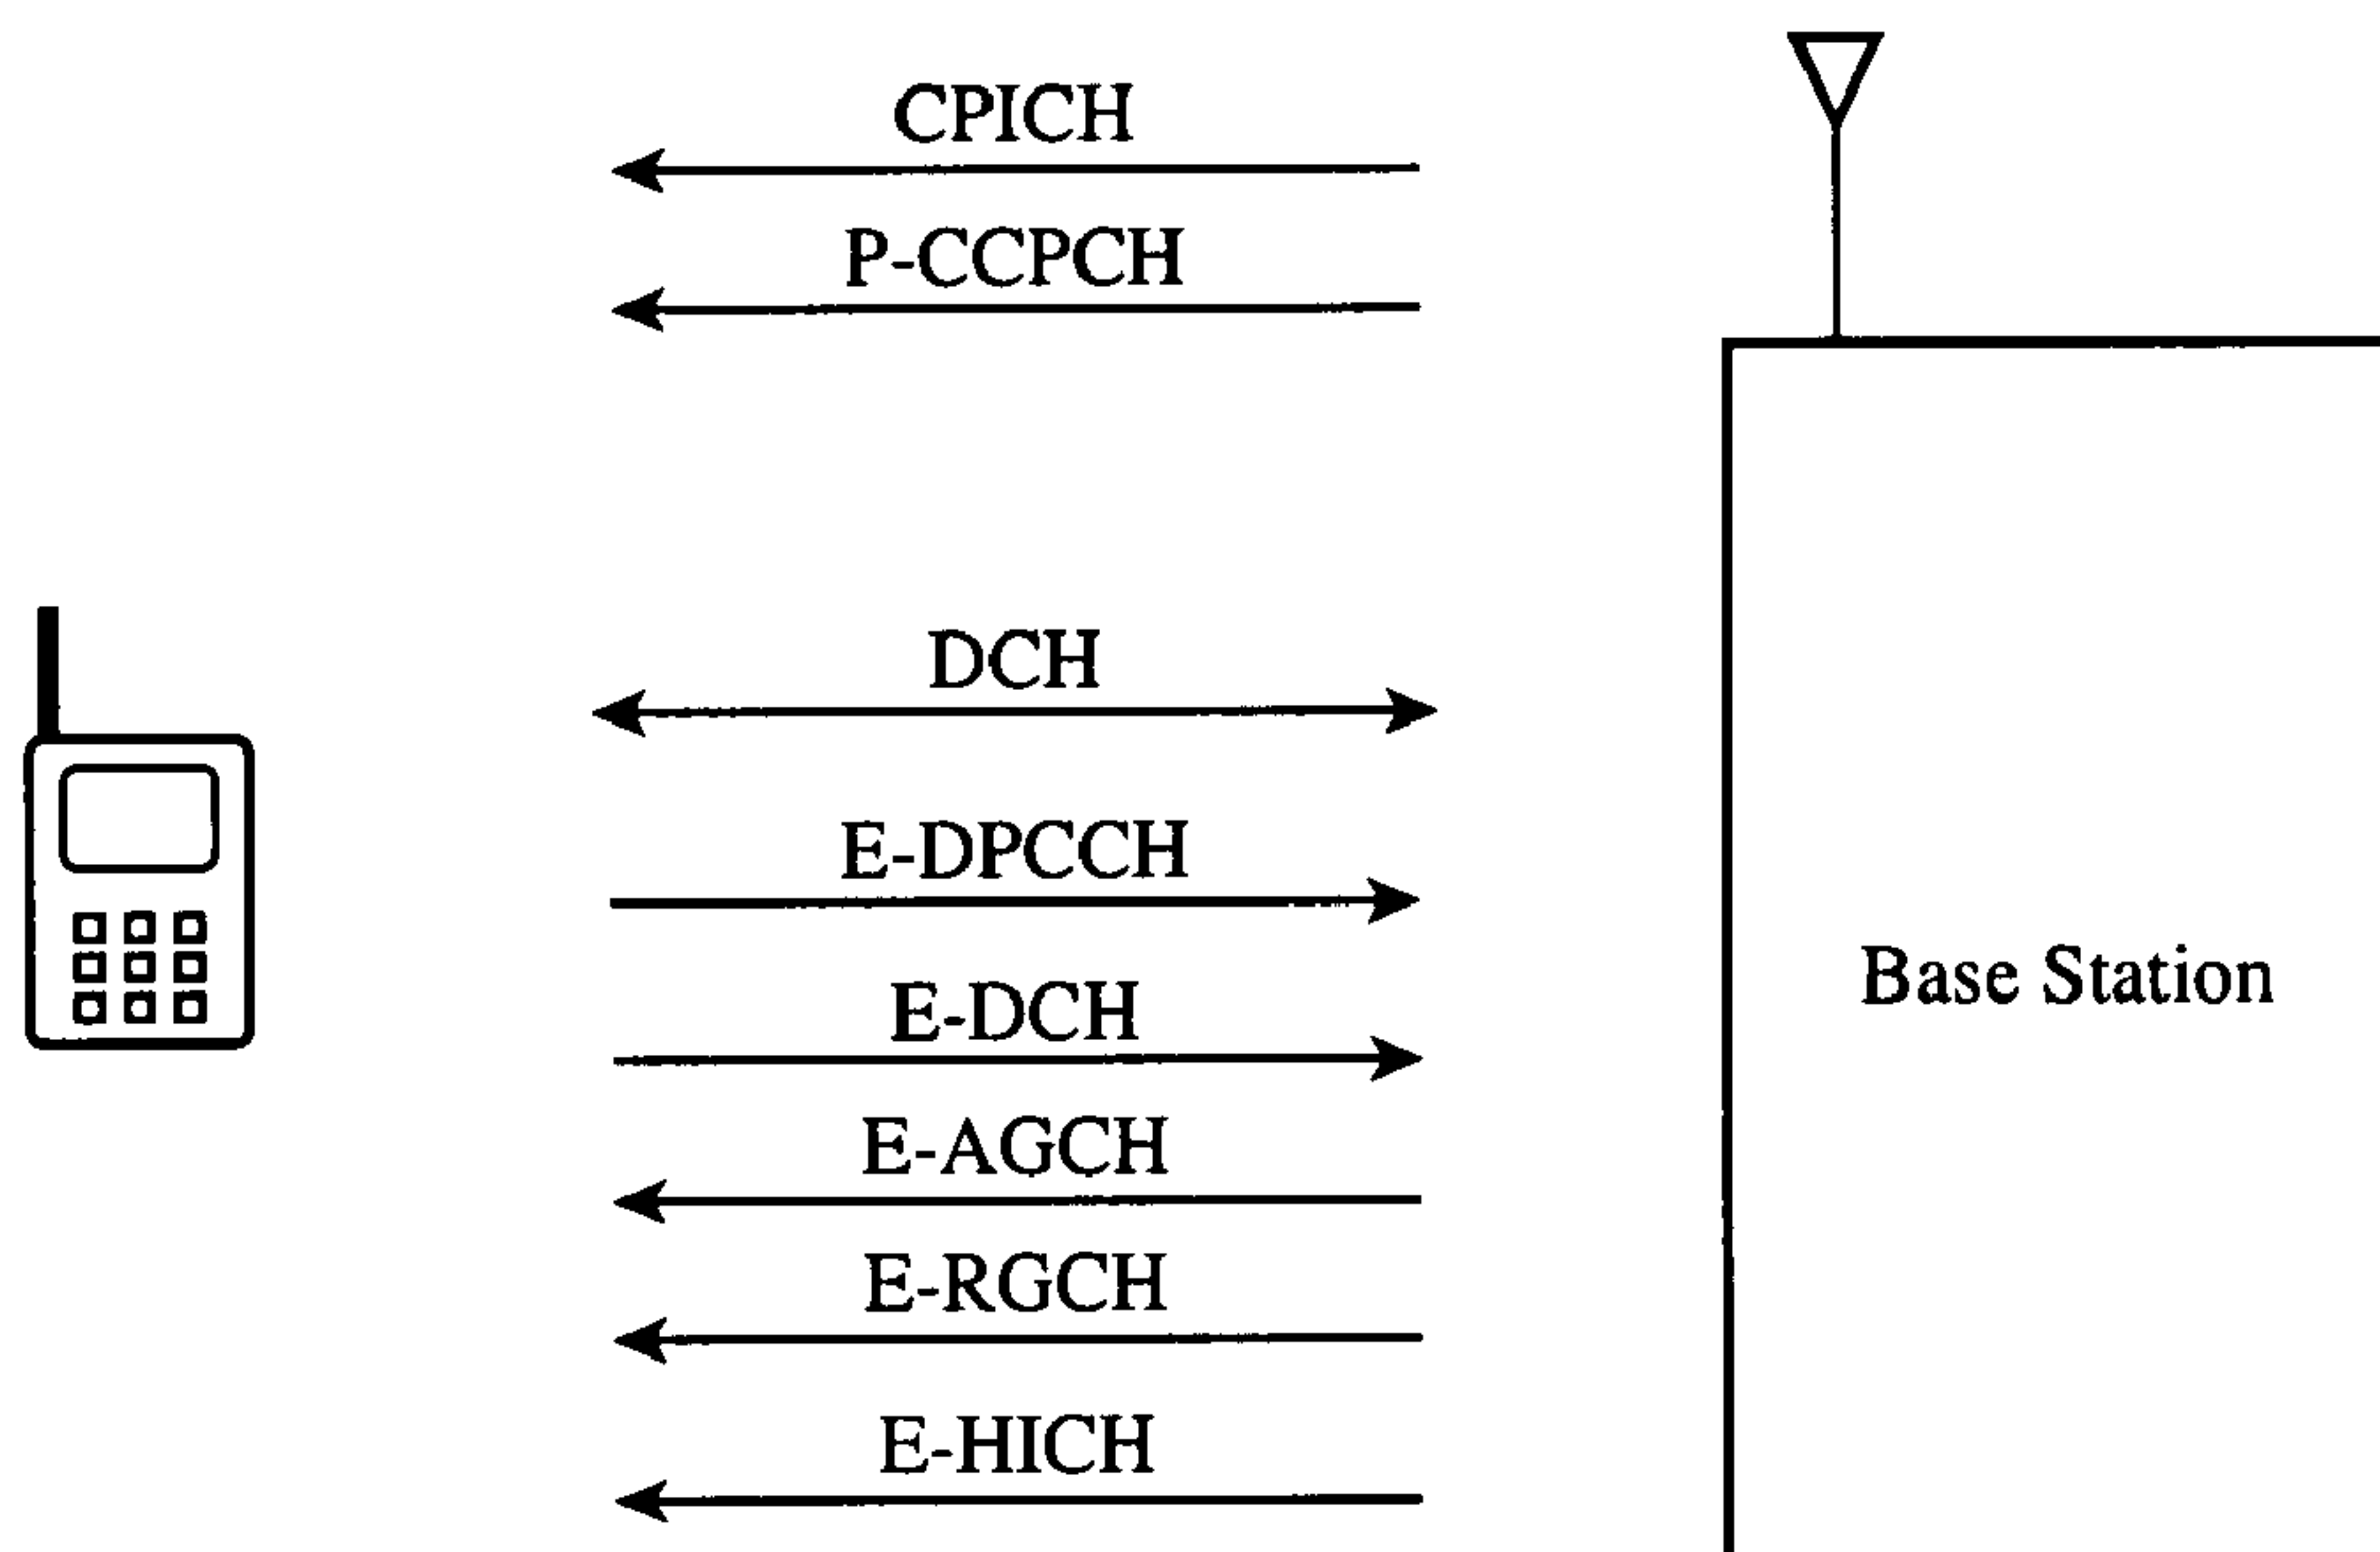 CPICH
P-CCPCH
DCH
E-DPCCH
E-DCH
Base Station
E-AGCH
E-RGCH
E-HICH